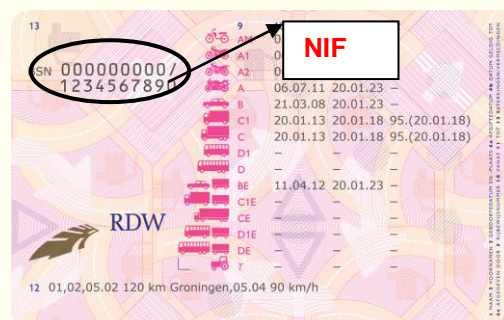 13 9
NIF
SN 000000000/
1234567890
AM
A1
A2
A 06.07.11 20.01.23 –
B 21.03.08 20.01.23 –
C1 20.01.13 20.01.18 95.(20.01.18)
C 20.01.13 20.01.18 95.(20.01.18)
D1 – – –
D – – –
BE 11.04.12 20.01.23 –
C1E – – –
CE – – –
D1E – – –
DE – – –
T – – –
RDW
12 01,02,05.02 120 km Groningen,05.04 90 km/h